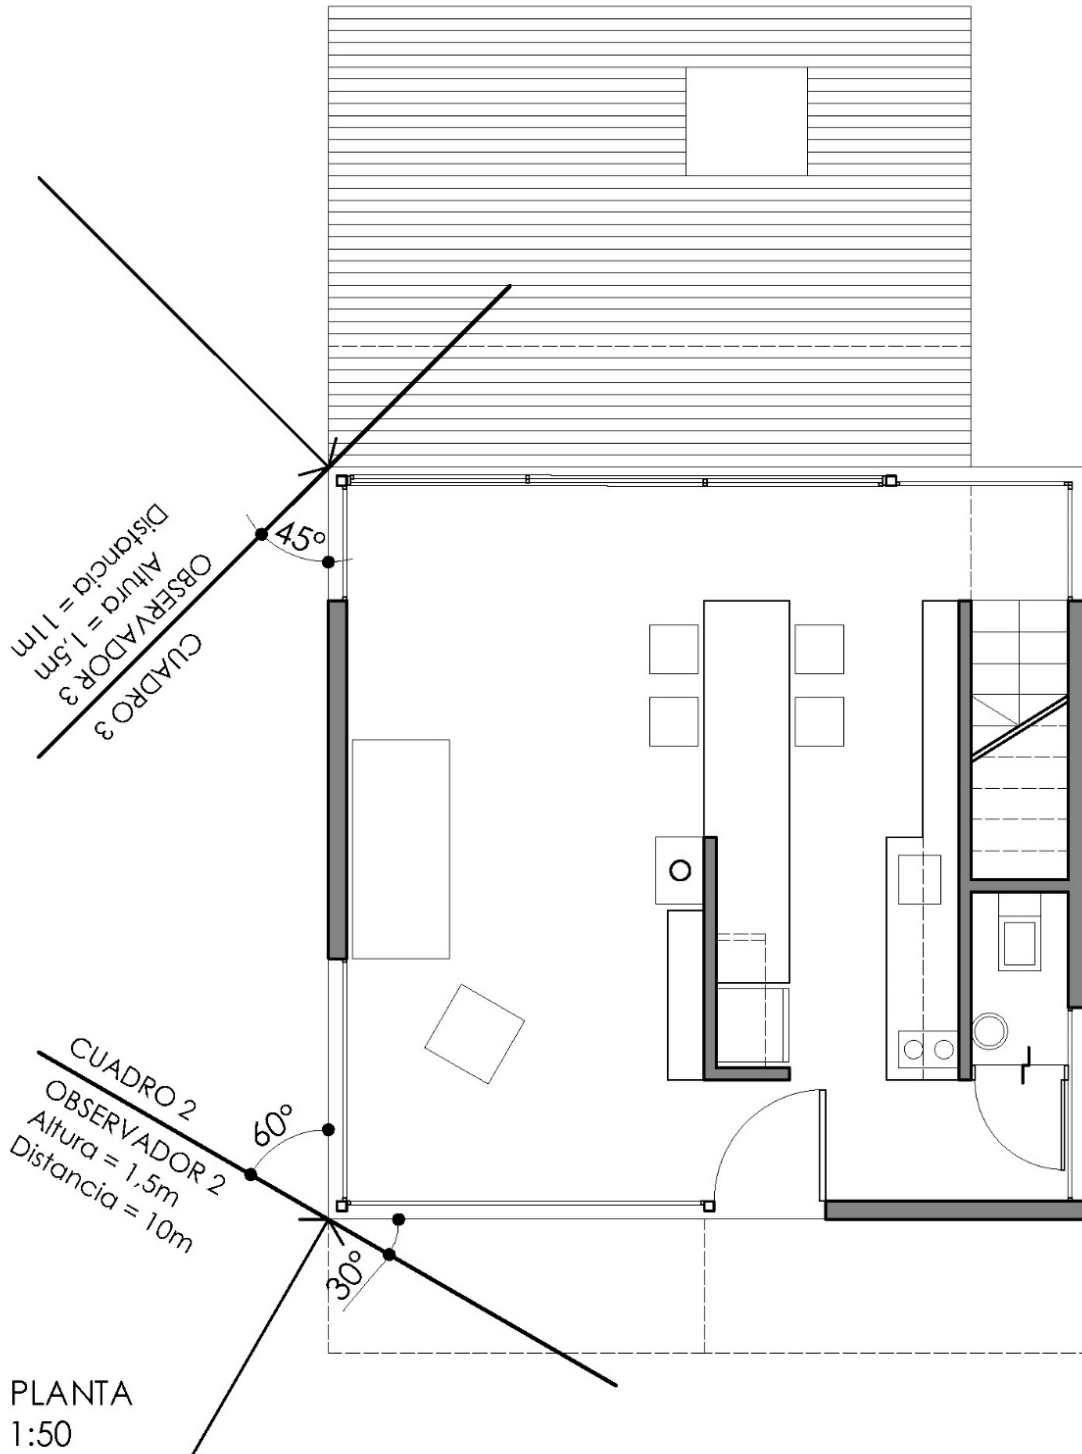 45°
Distancia = 11m
Altura = 1,5m
OBSERVADOR 3
CUADRO 3
CUADRO 2
OBSERVADOR 2
Altura = 1,5m
Distancia = 10m
60°
30°
PLANTA
1:50